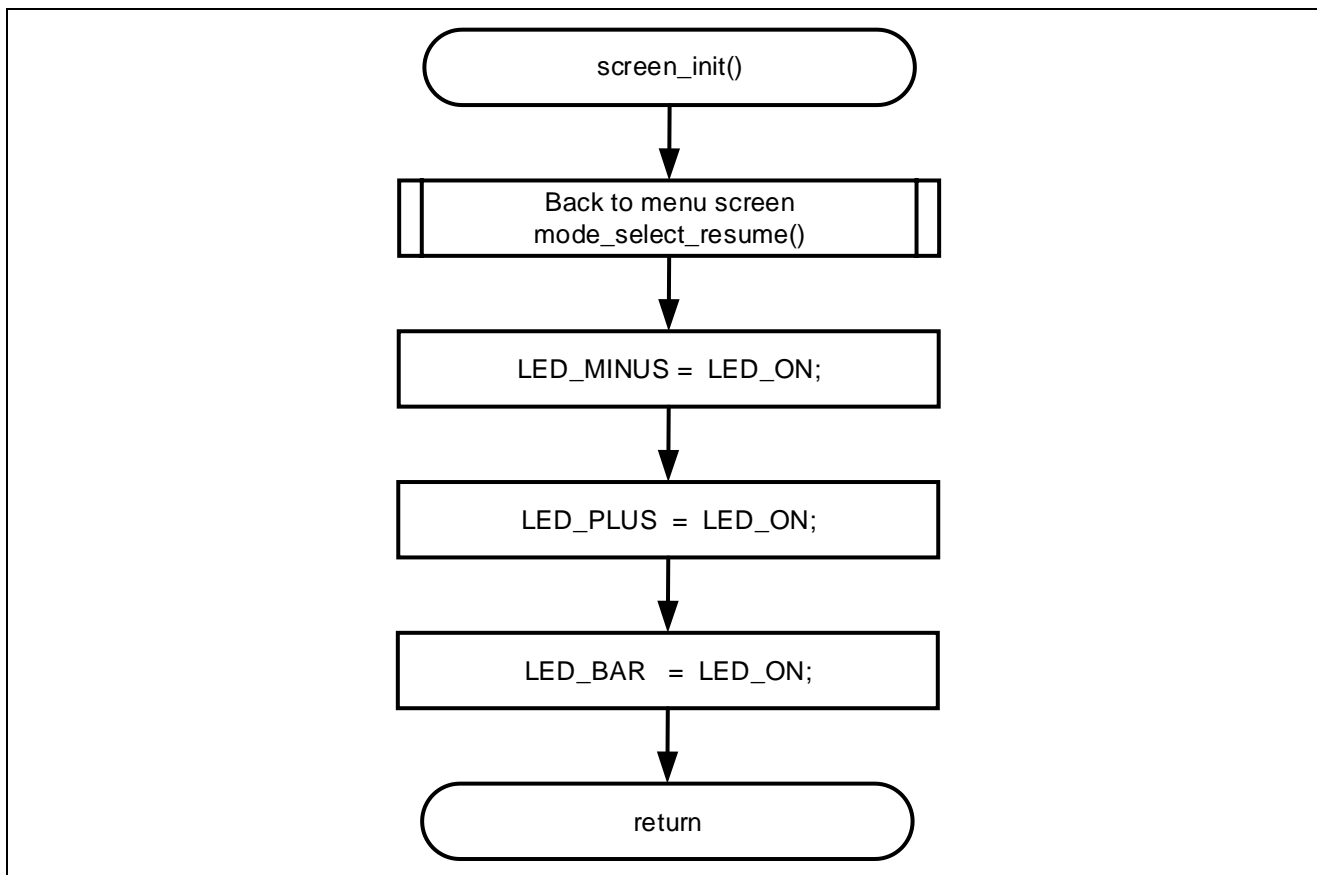 screen_init()
Back to menu screen
mode_select_resume()
LED_MINUS = LED_ON;
LED_PLUS = LED_ON;
LED_BAR = LED_ON;
return